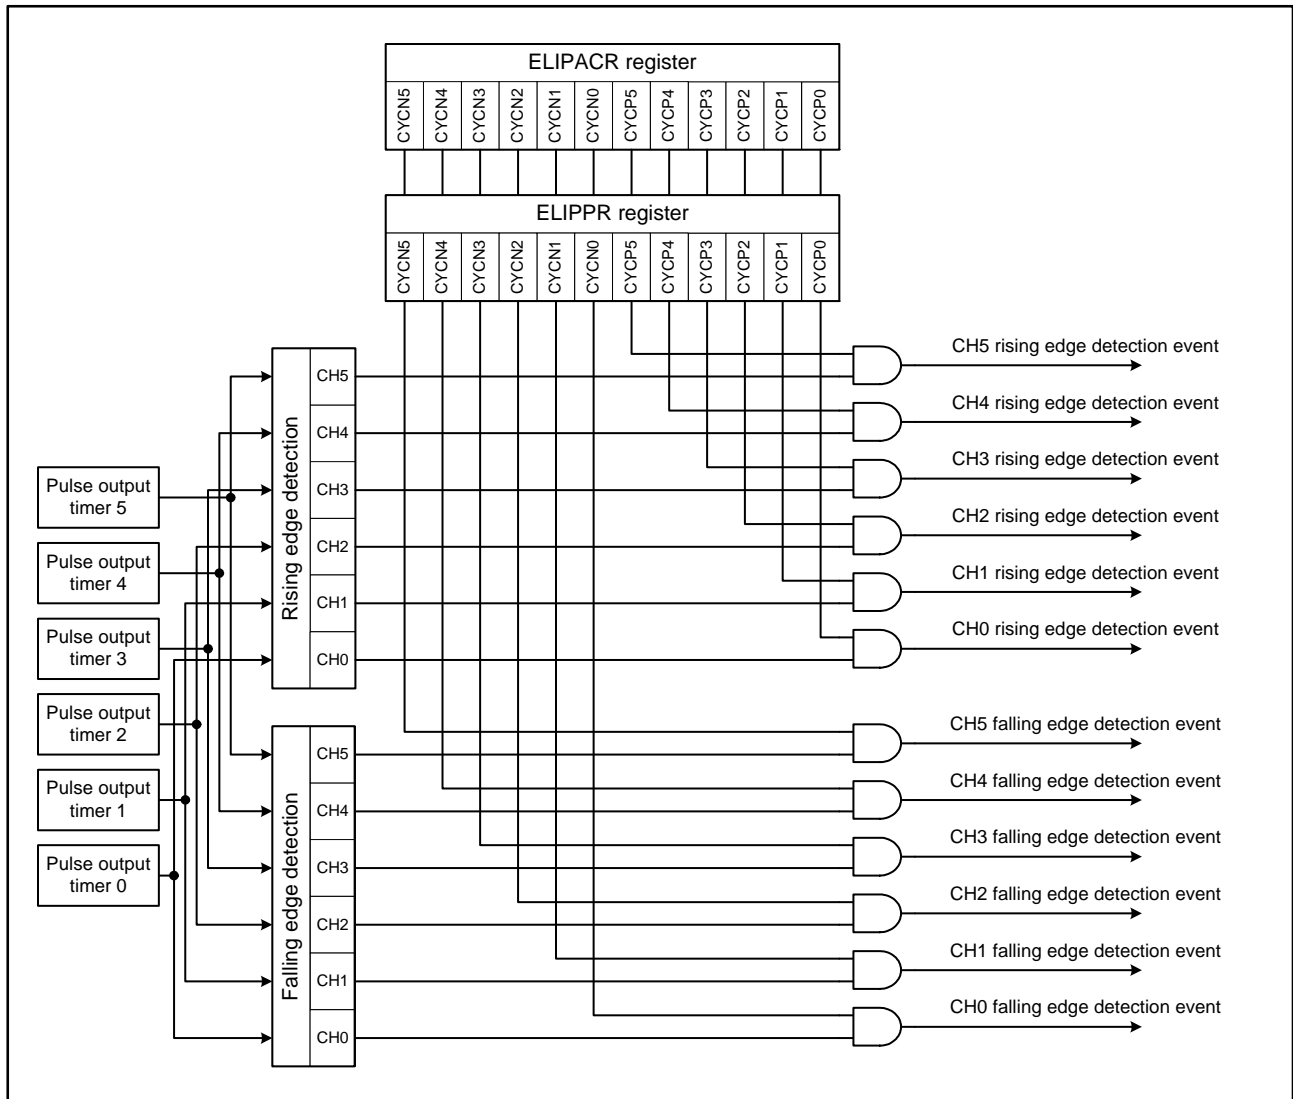 ELIPACR register
CYCN5
CYCN4
CYCN3
CYCN2
CYCN1
CYCN0
CYCP5
CYCP4
CYCP3
CYCP2
CYCP1
CYCP0
ELIPPR register
CYCN5
CYCN4
CYCN3
CYCN2
CYCN1
CYCN0
CYCP5
CYCP4
CYCP3
CYCP2
CYCP1
CYCP0
Pulse output
timer 5
Pulse output
timer 4
Pulse output
timer 3
Pulse output
timer 2
Pulse output
timer 1
Pulse output
timer 0
Rising edge detection
CH5
CH4
CH3
CH2
CH1
CH0
Falling edge detection
CH5
CH4
CH3
CH2
CH1
CH0
CH5 rising edge detection event
CH4 rising edge detection event
CH3 rising edge detection event
CH2 rising edge detection event
CH1 rising edge detection event
CH0 rising edge detection event
CH5 falling edge detection event
CH4 falling edge detection event
CH3 falling edge detection event
CH2 falling edge detection event
CH1 falling edge detection event
CH0 falling edge detection event